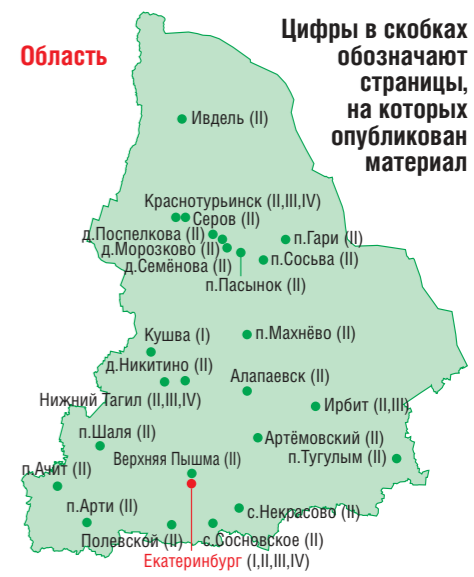 Область
Цифры в скобках
обозначают
страницы,
на которых
опубликован
материал
Ивдель (II)
Краснотурьинск (II,III,IV)
Серов (II)
д.Поспелкова (II)
п.Гари (II)
д.Морозково (II)
п.Сосьва (II)
д.Семёнова (II)
п.Пасынок (II)
Кушва (I)
п.Махнёво (II)
д.Никитино (II)
Алапаевск (II)
Нижний Тагил (II,III,IV)
Ирбит (II,III)
п.Шаля (II)
Артёмовский (II)
Верхняя Пышма (II)
п.Тугулым (II)
п.Ачит (II)
п.Арти (II)
с.Некрасово (II)
Полевской (II)
с.Сосновское (II)
Екатеринбург (I,II,III,IV)